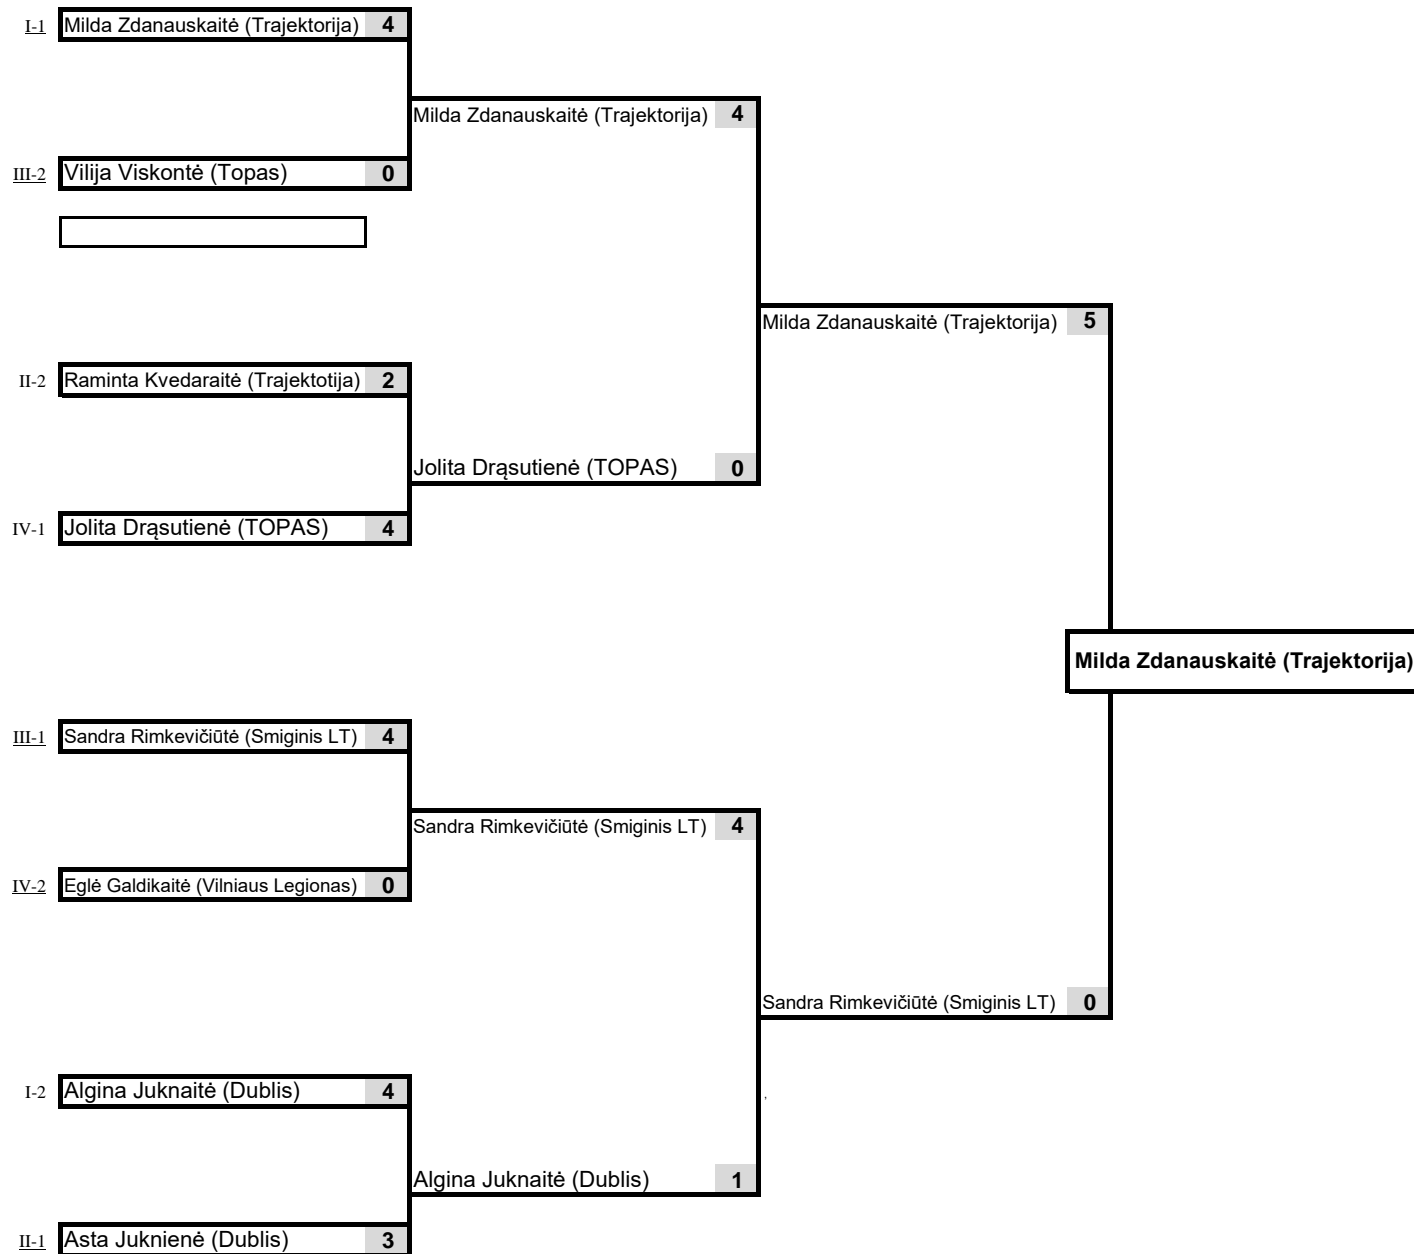 I-1 Milda Zdanauskaitė (Trajektorija) 4
Milda Zdanauskaitė (Trajektorija) 4
III-2 Vilija Viskontė (Topas) 0
Milda Zdanauskaitė (Trajektorija) 5
II-2 Raminta Kvedaraitė (Trajektotija) 2
Jolita Drąsutienė (TOPAS) 0
IV-1 Jolita Drąsutienė (TOPAS) 4
Milda Zdanauskaitė (Trajektorija)
III-1 Sandra Rimkevičiūtė (Smiginis LT) 4
Sandra Rimkevičiūtė (Smiginis LT) 4
IV-2 Eglė Galdikaitė (Vilniaus Legionas) 0
Sandra Rimkevičiūtė (Smiginis LT) 0
I-2 Algina Juknaitė (Dublis) 4
,
Algina Juknaitė (Dublis) 1
II-1 Asta Juknienė (Dublis) 3